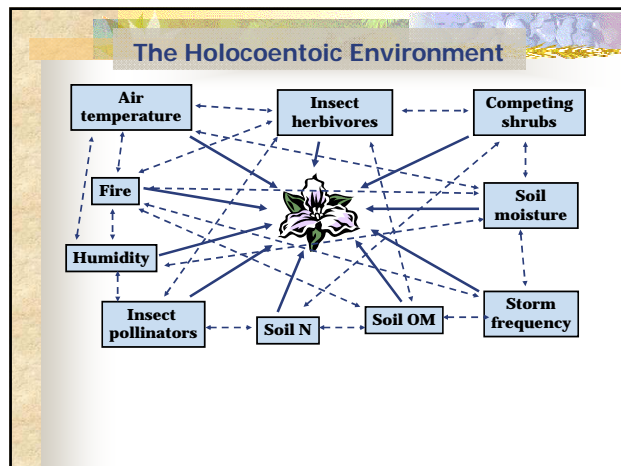 The Holocoentoic Environment
Air
temperature
Insect
herbivores
Competing
shrubs
Fire
Soil
moisture
Humidity
Insect
pollinators
Soil N
Soil OM
Storm
frequency